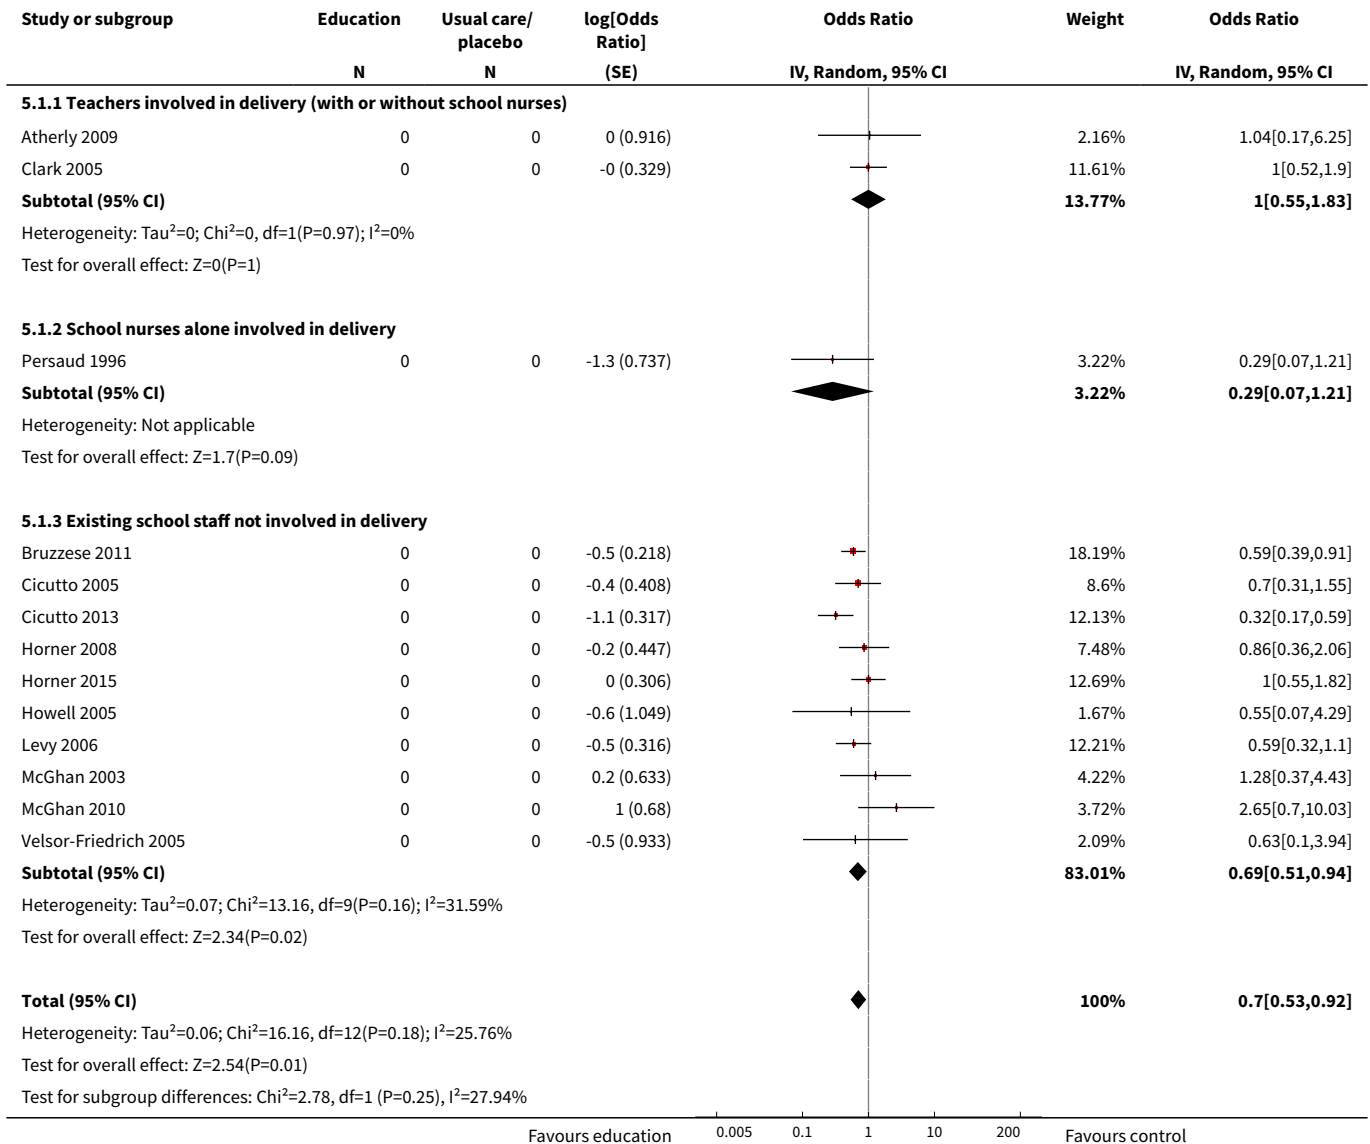 Study or subgroup Education Usual care/ placebo log[Odds Ratio] Odds Ratio Weight Odds Ratio
N N (SE) IV, Random, 95% CI IV, Random, 95% CI
5.1.1 Teachers involved in delivery (with or without school nurses)
Atherly 2009 0 0 0 (0.916) 2.16% 1.04[0.17,6.25]
Clark 2005 0 0 -0 (0.329) 11.61% 1[0.52,1.9]
Subtotal (95% CI) 13.77% 1[0.55,1.83]
Heterogeneity: Tau²=0; Chi²=0, df=1(P=0.97); I²=0%
Test for overall effect: Z=0(P=1)
5.1.2 School nurses alone involved in delivery
Persaud 1996 0 0 -1.3 (0.737) 3.22% 0.29[0.07,1.21]
Subtotal (95% CI) 3.22% 0.29[0.07,1.21]
Heterogeneity: Not applicable
Test for overall effect: Z=1.7(P=0.09)
5.1.3 Existing school staff not involved in delivery
Bruzzese 2011 0 0 -0.5 (0.218) 18.19% 0.59[0.39,0.91]
Cicutto 2005 0 0 -0.4 (0.408) 8.6% 0.7[0.31,1.55]
Cicutto 2013 0 0 -1.1 (0.317) 12.13% 0.32[0.17,0.59]
Horner 2008 0 0 -0.2 (0.447) 7.48% 0.86[0.36,2.06]
Horner 2015 0 0 0 (0.306) 12.69% 1[0.55,1.82]
Howell 2005 0 0 -0.6 (1.049) 1.67% 0.55[0.07,4.29]
Levy 2006 0 0 -0.5 (0.316) 12.21% 0.59[0.32,1.1]
McGhan 2003 0 0 0.2 (0.633) 4.22% 1.28[0.37,4.43]
McGhan 2010 0 0 1 (0.68) 3.72% 2.65[0.7,10.03]
Velsor-Friedrich 2005 0 0 -0.5 (0.933) 2.09% 0.63[0.1,3.94]
Subtotal (95% CI) 83.01% 0.69[0.51,0.94]
Heterogeneity: Tau²=0.07; Chi²=13.16, df=9(P=0.16); I²=31.59%
Test for overall effect: Z=2.34(P=0.02)
Total (95% CI) 100% 0.7[0.53,0.92]
Heterogeneity: Tau²=0.06; Chi²=16.16, df=12(P=0.18); I²=25.76%
Test for overall effect: Z=2.54(P=0.01)
Test for subgroup differences: Chi²=2.78, df=1 (P=0.25), I²=27.94%
Favours education 0.005 0.1 1 10 200 Favours control